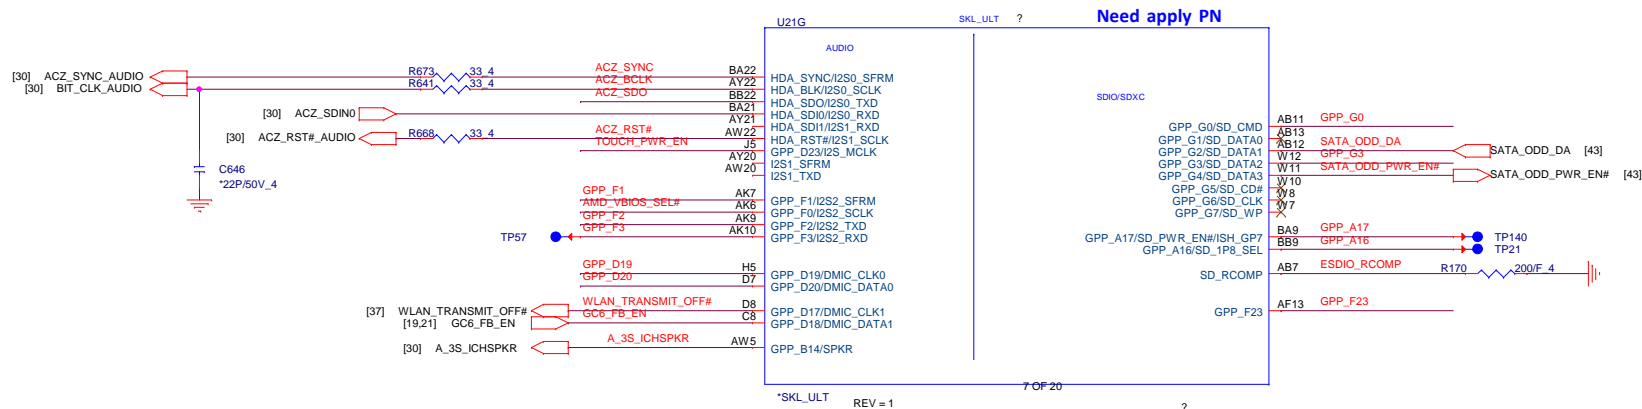 U21G
SKL_ULT ?
Need apply PN
AUDIO
SDIO/SDXC
[30] ACZ_SYNC_AUDIO R673 33_4 ACZ_SYNC BA22 HDA_SYNC/I2S0_SFRM
[30] BIT_CLK_AUDIO R641 33_4 ACZ_BCLK AY22 HDA_BLK/I2S0_SCLK
ACZ_SDO BB22 HDA_SDO/I2S0_TXD
[30] ACZ_SDIN0 BA21 HDA_SDI0/I2S0_RXD
AY21 HDA_SDI1/I2S1_RXD
[30] ACZ_RST#_AUDIO R668 33_4 ACZ_RST# AW22 HDA_RST#/I2S1_SCLK
TOUCH_PWR_EN J5 GPP_D23/I2S_MCLK
AY20 I2S1_SFRM
AW20 I2S1_TXD
C646
*22P/50V_4
GPP_F1 AK7 GPP_F1/I2S2_SFRM
AMD_VBIOS_SEL# AK6 GPP_F0/I2S2_SCLK
GPP_F2 AK9 GPP_F2/I2S2_TXD
TP57 GPP_F3 AK10 GPP_F3/I2S2_RXD
GPP_D19 H5 GPP_D19/DMIC_CLK0
GPP_D20 D7 GPP_D20/DMIC_DATA0
[37] WLAN_TRANSMIT_OFF# WLAN_TRANSMIT_OFF# D8 GPP_D17/DMIC_CLK1
[19,21] GC6_FB_EN GC6_FB_EN C8 GPP_D18/DMIC_DATA1
[30] A_3S_ICHSPKR A_3S_ICHSPKR AW5 GPP_B14/SPKR
GPP_G0/SD_CMD AB11 GPP_G0
GPP_G1/SD_DATA0 AB13
GPP_G2/SD_DATA1 AB12 SATA_ODD_DA SATA_ODD_DA [43]
GPP_G3/SD_DATA2 W12 GPP_G3
GPP_G4/SD_DATA3 W11 SATA_ODD_PWR_EN# SATA_ODD_PWR_EN# [43]
GPP_G5/SD_CD# W10
GPP_G6/SD_CLK W8
GPP_G7/SD_WP W7
GPP_A17/SD_PWR_EN#/ISH_GP7 BA9 GPP_A17 TP140
GPP_A16/SD_1P8_SEL BB9 GPP_A16 TP21
SD_RCOMP AB7 ESDIO_RCOMP R170 200/F_4
GPP_F23 AF13 GPP_F23
7 OF 20
*SKL_ULT
REV = 1
?